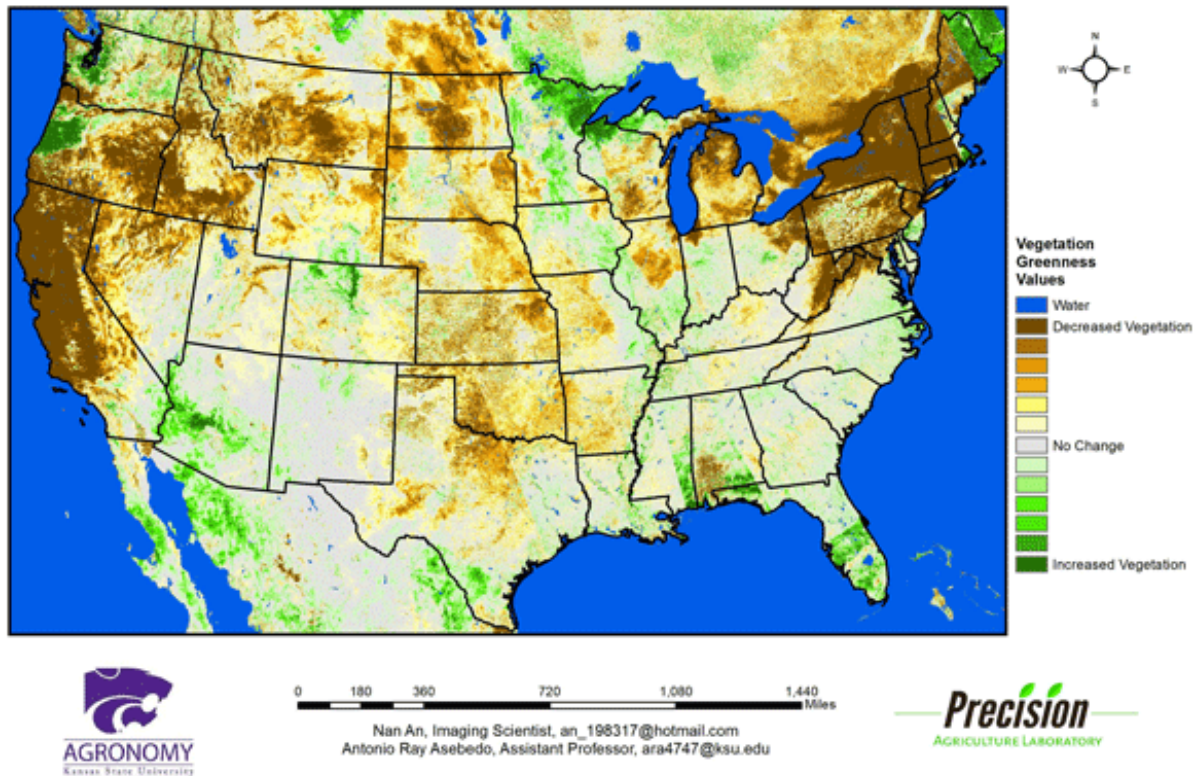 N
W E
S
Vegetation
Greenness
Values
Water
Decreased Vegetation
No Change
Increased Vegetation
0 180 360 720 1,080 1,440
Miles
Nan An, Imaging Scientist, an_198317@hotmail.com
Antonio Ray Asebedo, Assistant Professor, ara4747@ksu.edu
AGRONOMY
Kansas State University
Precision
AGRICULTURE LABORATORY